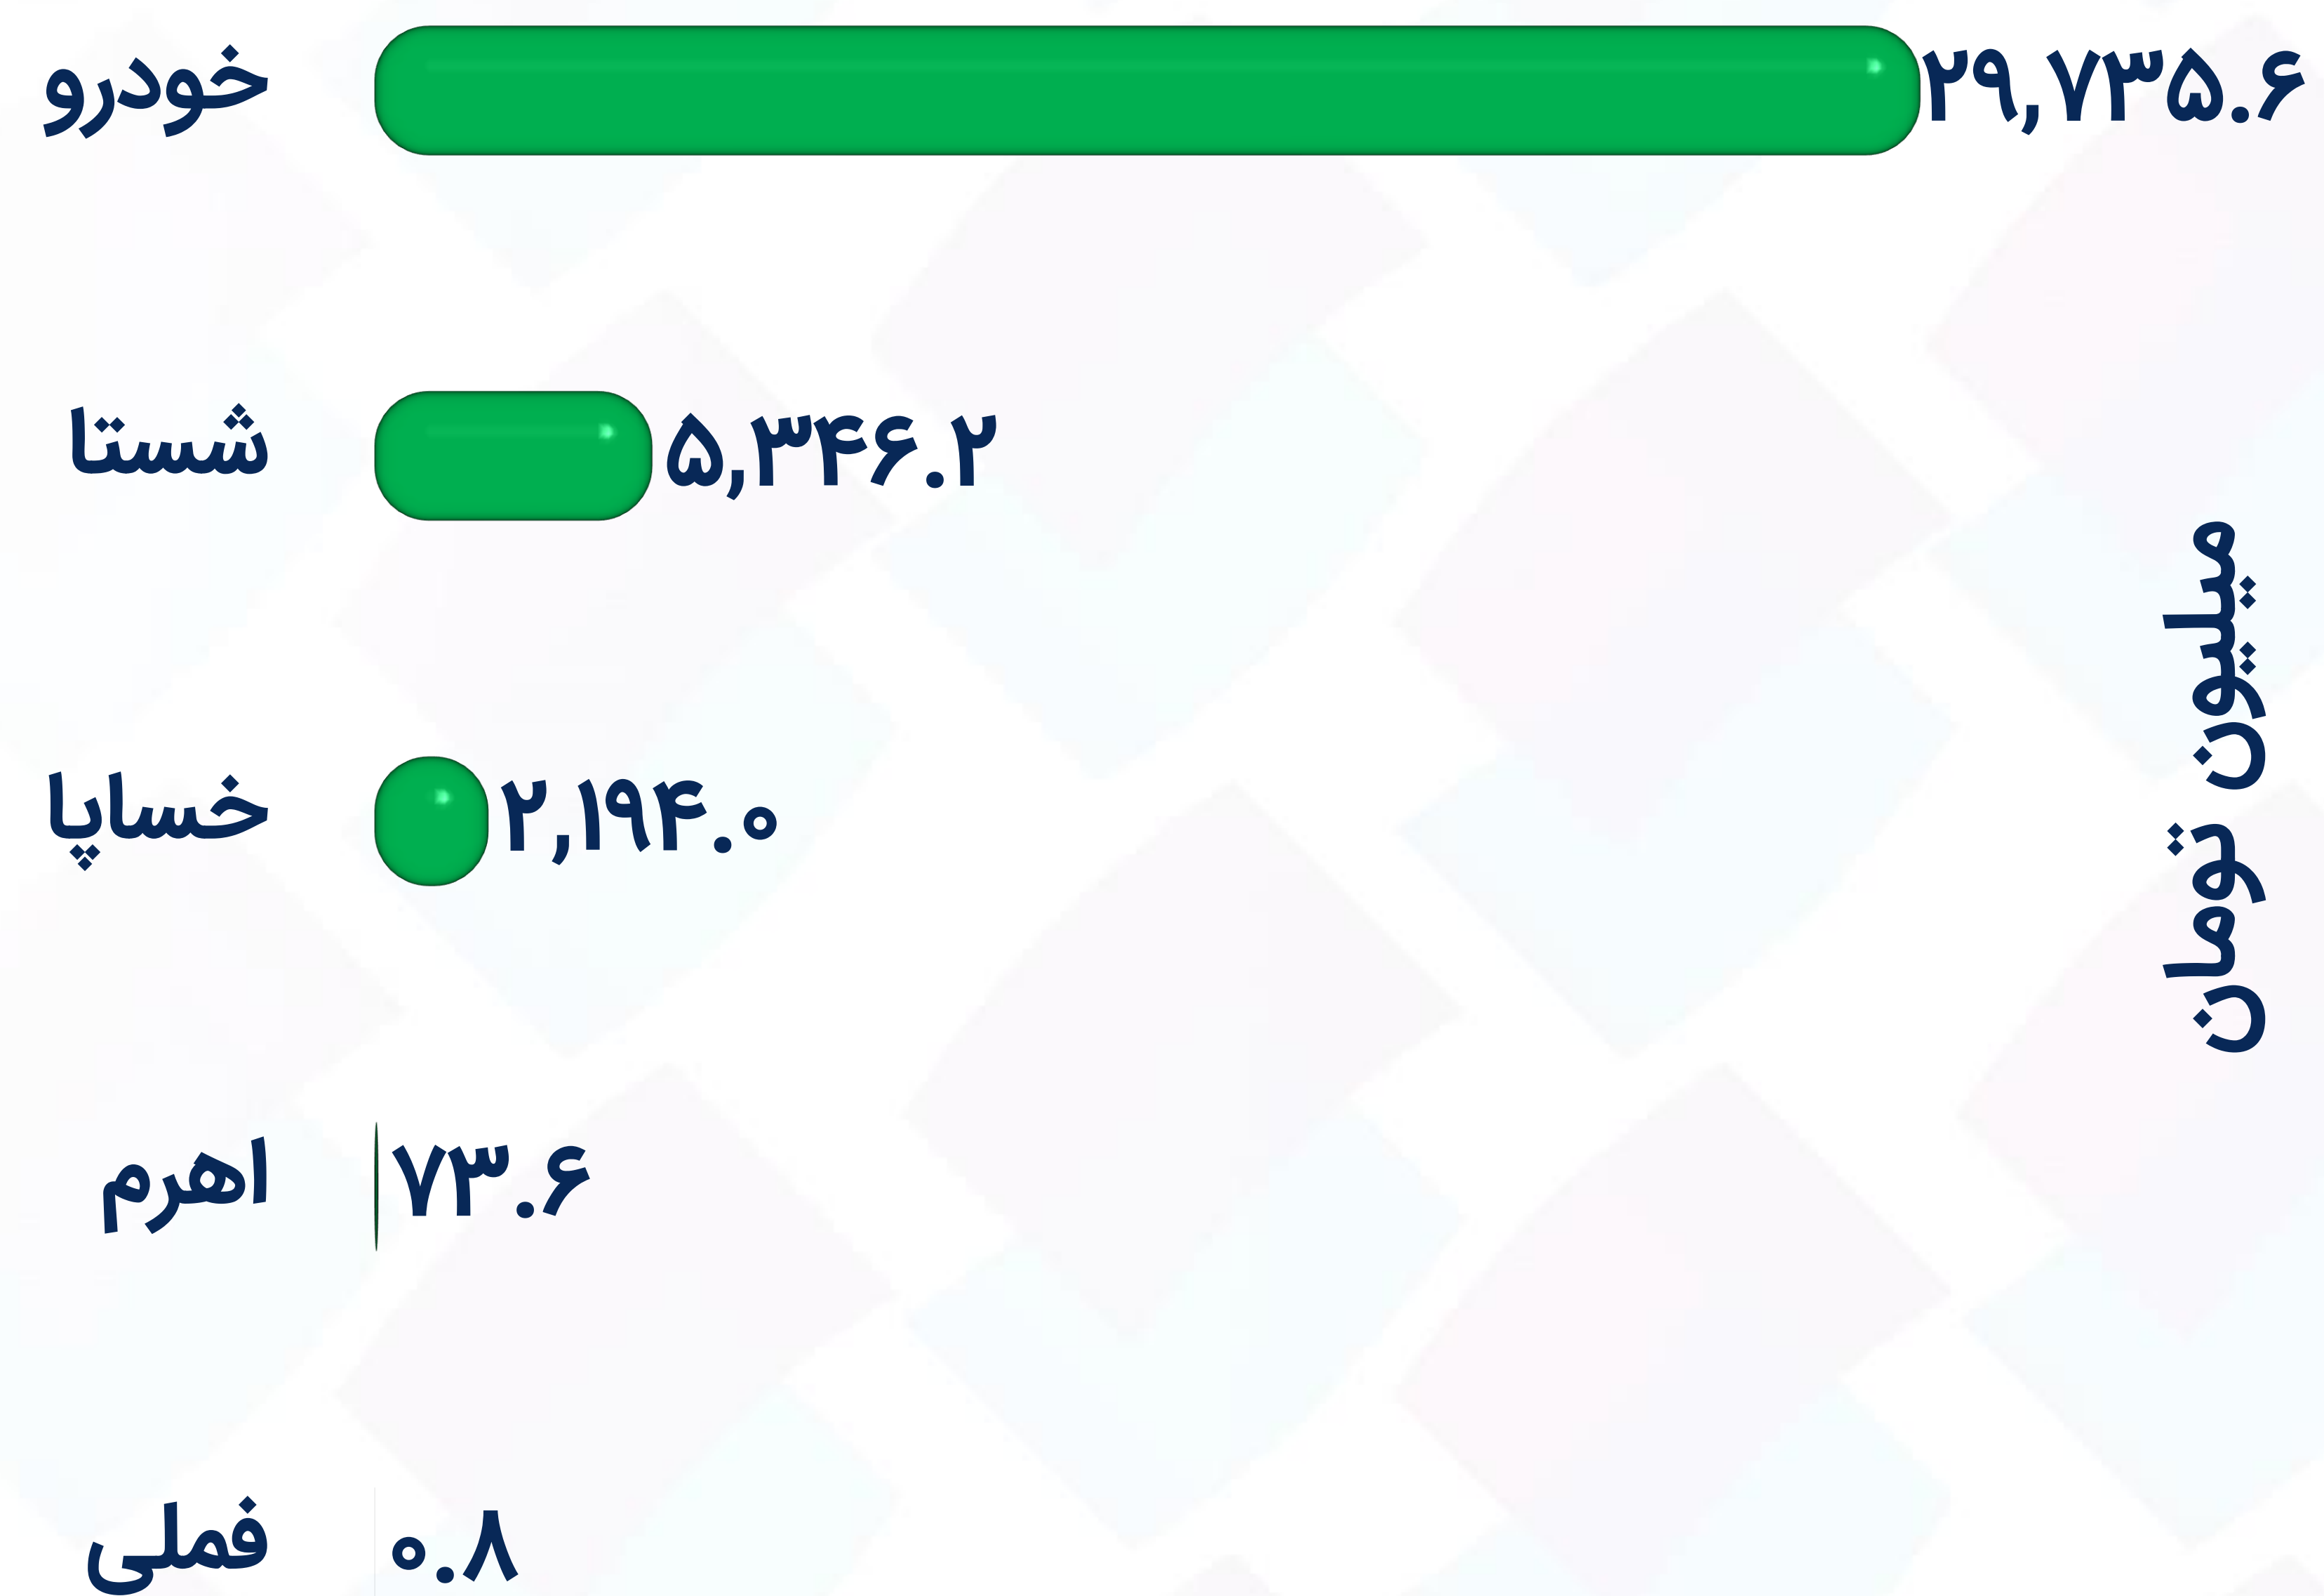 خودرو ۲۹,۷۳۵.۶
شستا ۵,۳۴۶.۲
خساپا ۲,۱۹۴.۰
اهرم ۷۳.۶
فملی ۰.۸
میلیون تومان